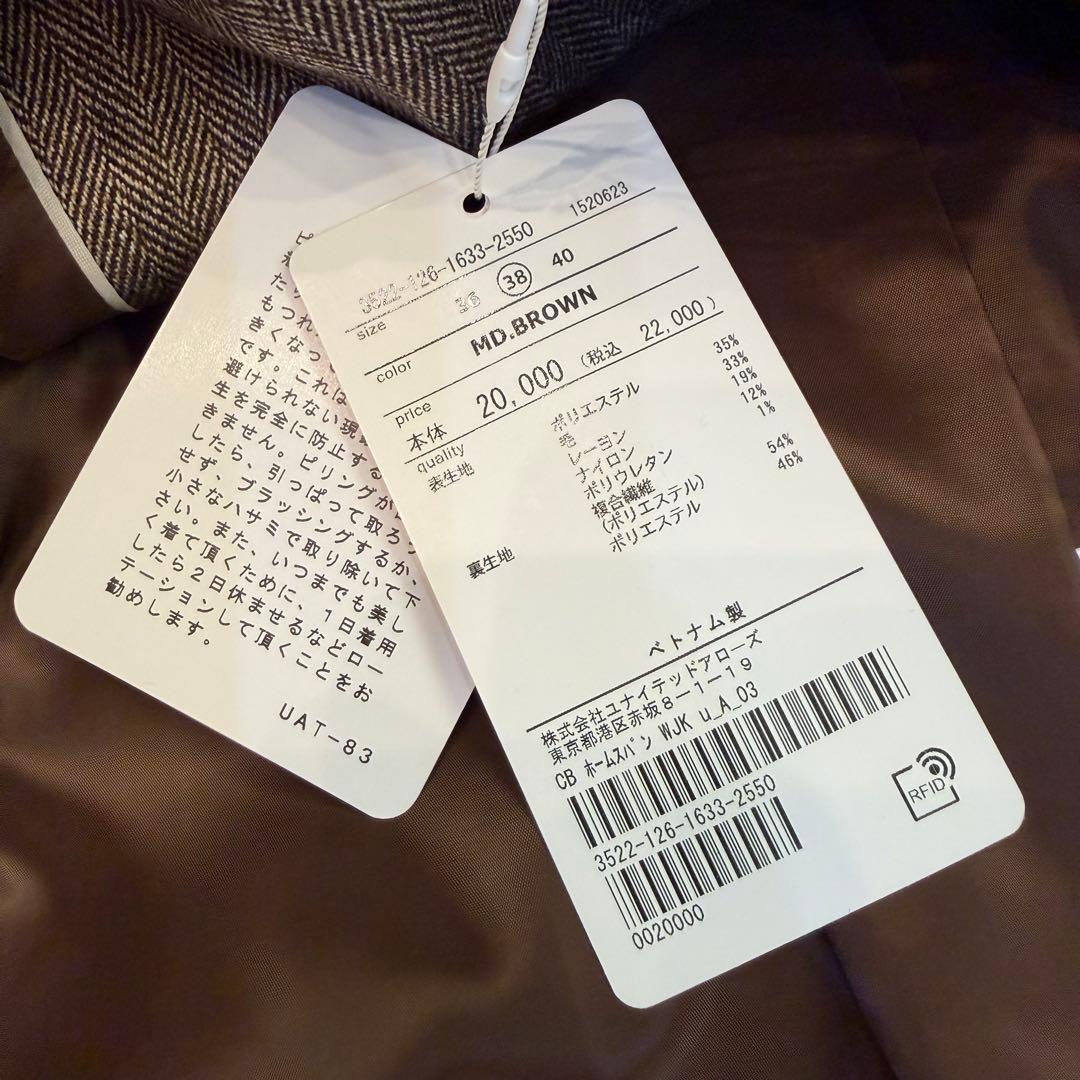 3522-126-1633-2550 1520623
size 36 38 40
color MD.BROWN
price 本体 20,000 (税込 22,000)
quality
表生地 ポリエステル 35%
33%
レーヨン 19%
ナイロン 12%
ポリウレタン 1%
複合繊維
(ポリエステル) 54%
裏生地 ポリエステル 46%
ベトナム製
株式会社ユナイテッドアローズ
東京都港区赤坂8-1-19
CB ホームスパン WJK u_A_03
3522-126-1633-2550
0020000
RFID
もつれ
きくなっ
です。これは
避けられない現
生を完全に防止する
きません。ピリングが
したら、引っぱって取ろう
せず、ブラッシングするか、
小さなハサミで取り除いて下
さい。また、いつまでも美し
く着て頂くために、1日着用
したら2日休ませるなどロー
テーションして頂くことをお
勧めします。
UAT-83